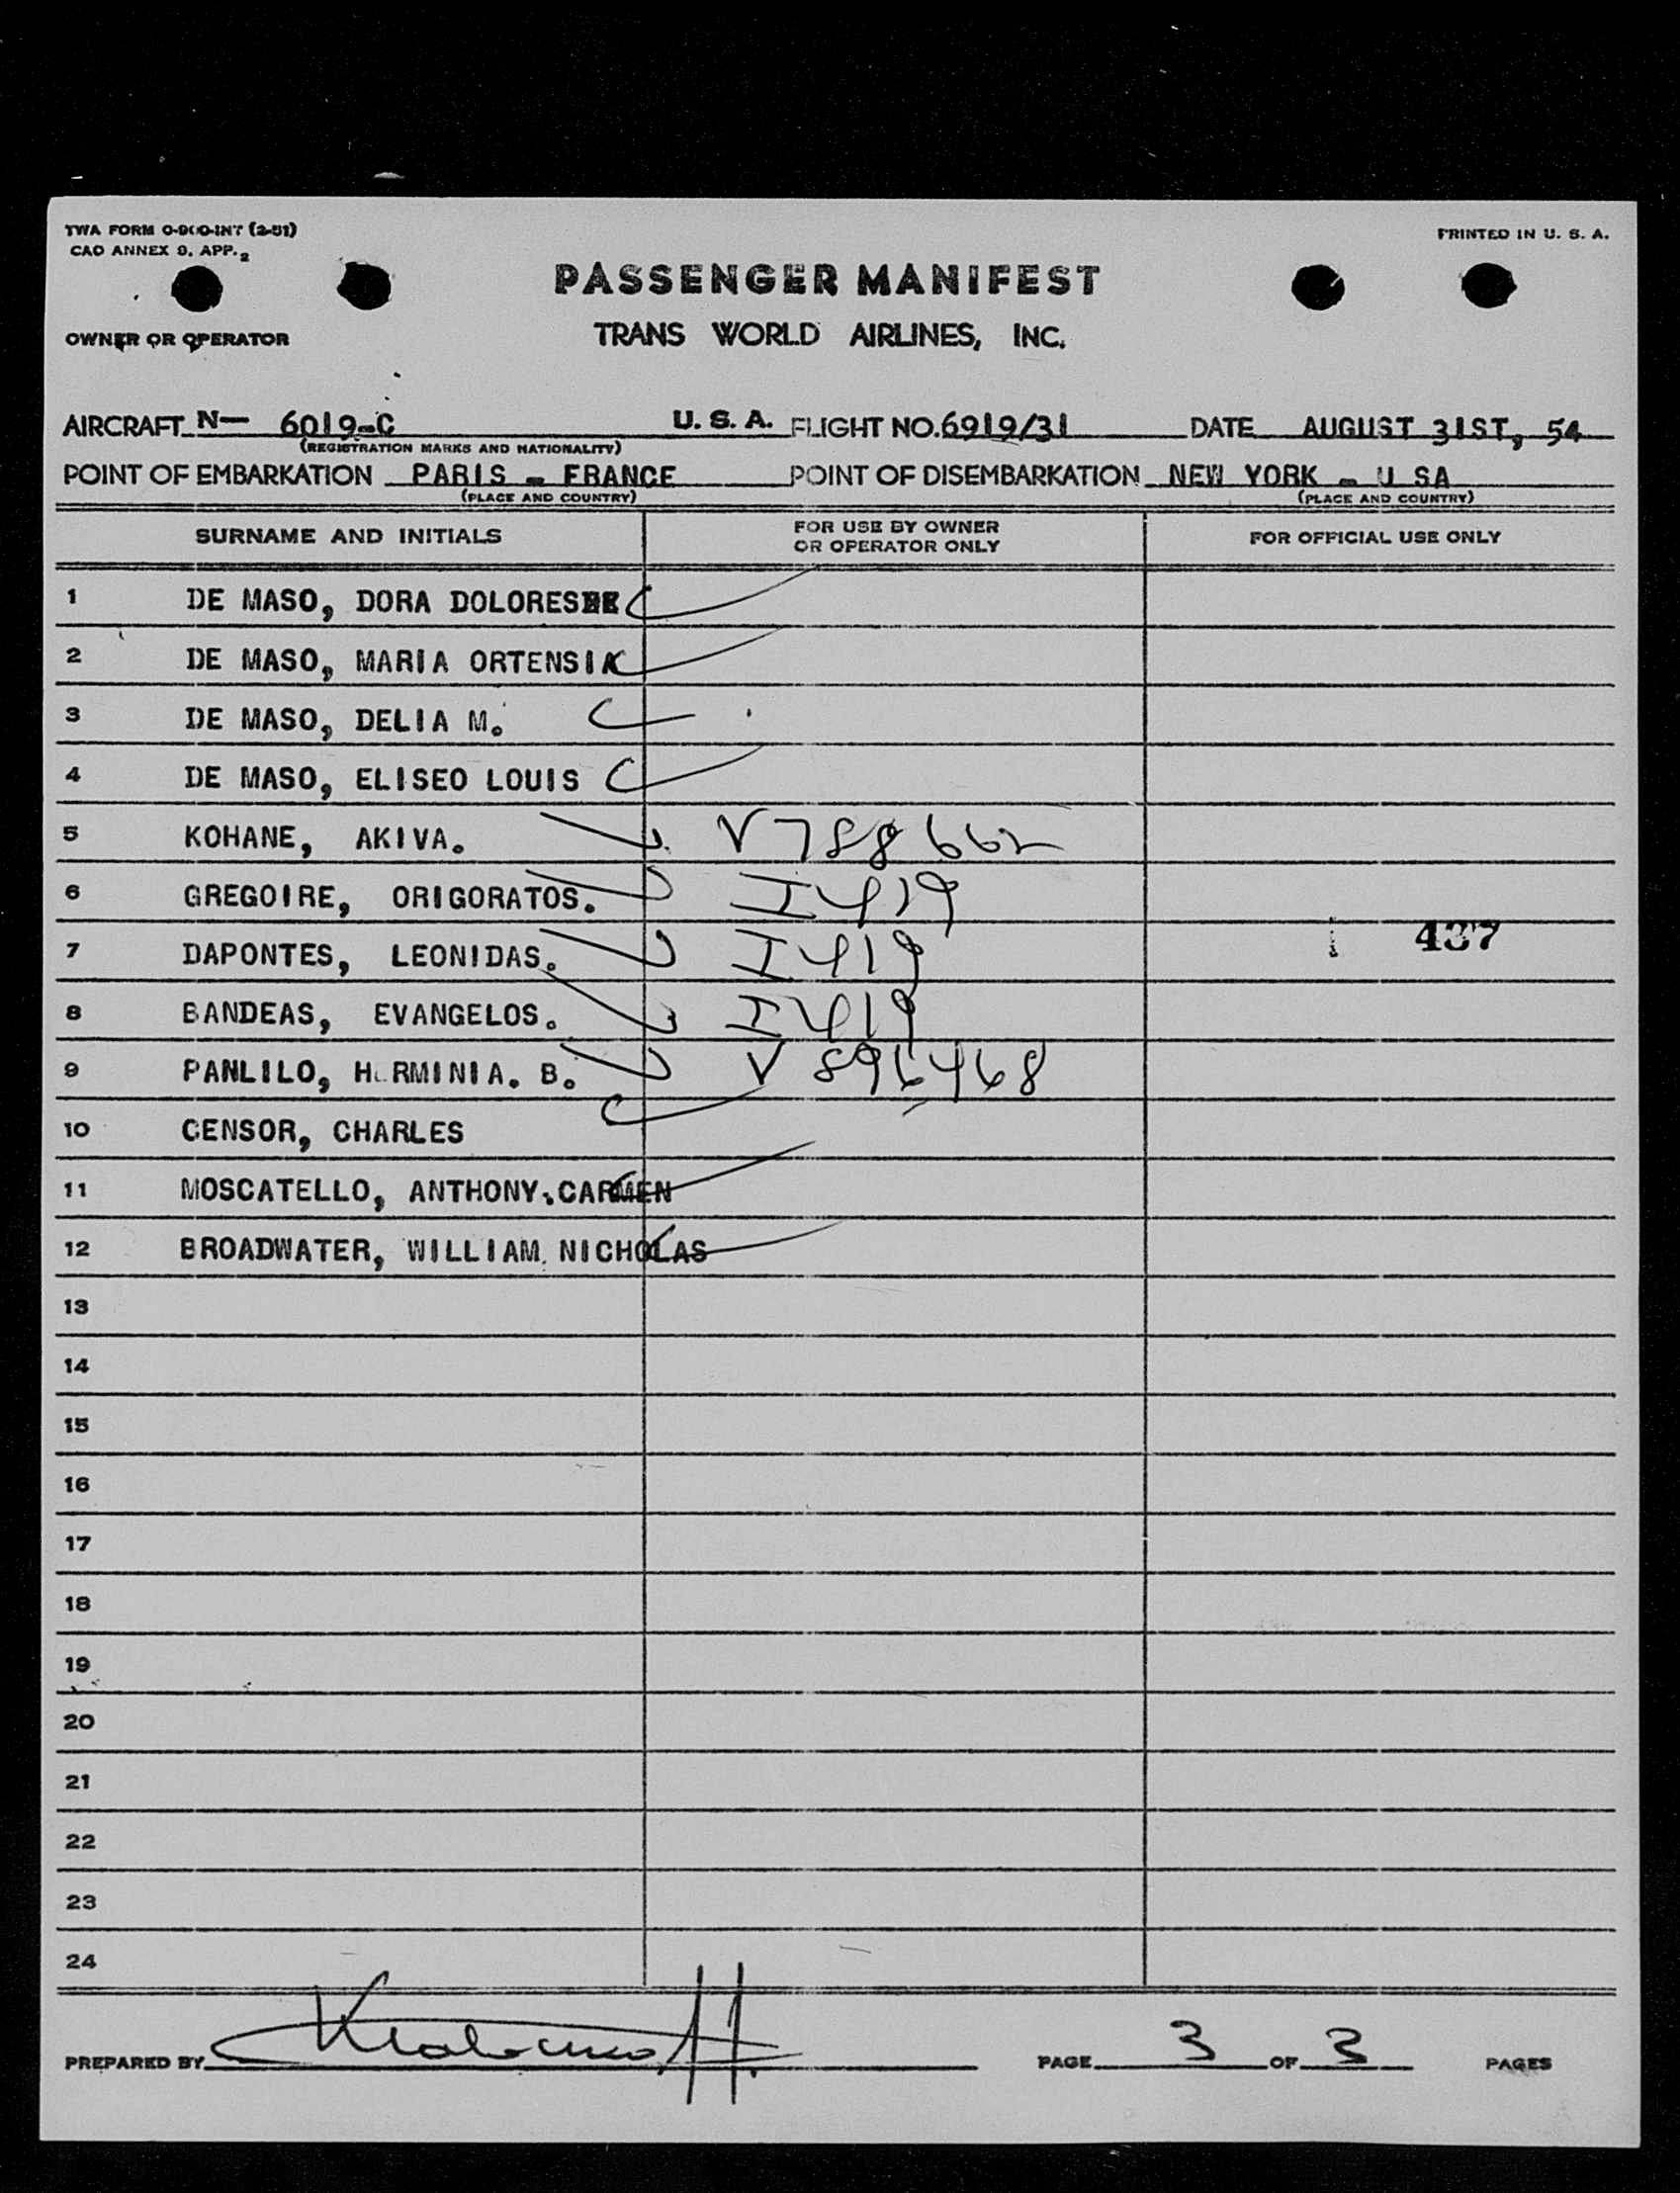 TWA FORM O-900-INT (2-51)
CAO ANNEX 9. APP. 2
PRINTED IN U. S. A.
PASSENGER MANIFEST
OWNER OR OPERATOR
TRANS WORLD AIRLINES, INC.
AIRCRAFT N— 6019-C U. S. A. FLIGHT NO. 6919/31 DATE AUGUST 31ST, 54
(REGISTRATION MARKS AND NATIONALITY)
POINT OF EMBARKATION PARIS - FRANCE POINT OF DISEMBARKATION NEW YORK - U SA
(PLACE AND COUNTRY) (PLACE AND COUNTRY)
SURNAME AND INITIALS FOR USE BY OWNER OR OPERATOR ONLY FOR OFFICIAL USE ONLY
1 DE MASO, DORA DOLORES C
2 DE MASO, MARIA ORTENSIA
3 DE MASO, DELIA M. C
4 DE MASO, ELISEO LOUIS C
5 KOHANE, AKIVA. V 788662
6 GREGOIRE, ORIGORATOS. I 419
7 DAPONTES, LEONIDAS. I 419 437
8 BANDEAS, EVANGELOS. I 419
9 PANLILO, HERMINIA. B. V 896468
10 CENSOR, CHARLES C
11 MOSCATELLO, ANTHONY.CARMEN
12 BROADWATER, WILLIAM NICHOLAS
13
14
15
16
17
18
19
20
21
22
23
24
PREPARED BY PAGE 3 OF 3 PAGES